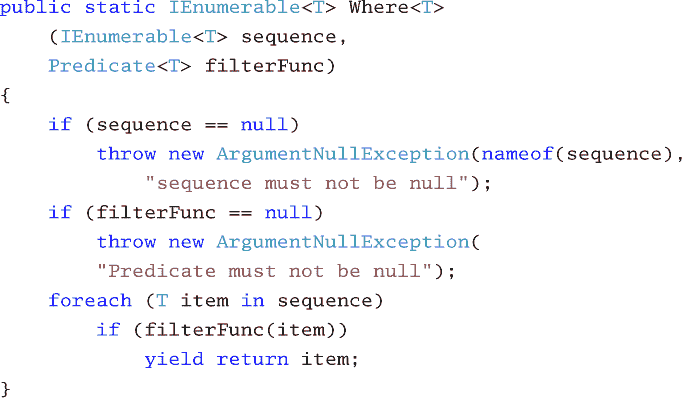 public static IEnumerable<T> Where<T>
    (IEnumerable<T> sequence,
    Predicate<T> filterFunc)
{
    if (sequence == null)
        throw new ArgumentNullException(nameof(sequence),
            "sequence must not be null");
    if (filterFunc == null)
        throw new ArgumentNullException(
        "Predicate must not be null");
    foreach (T item in sequence)
        if (filterFunc(item))
            yield return item;
}